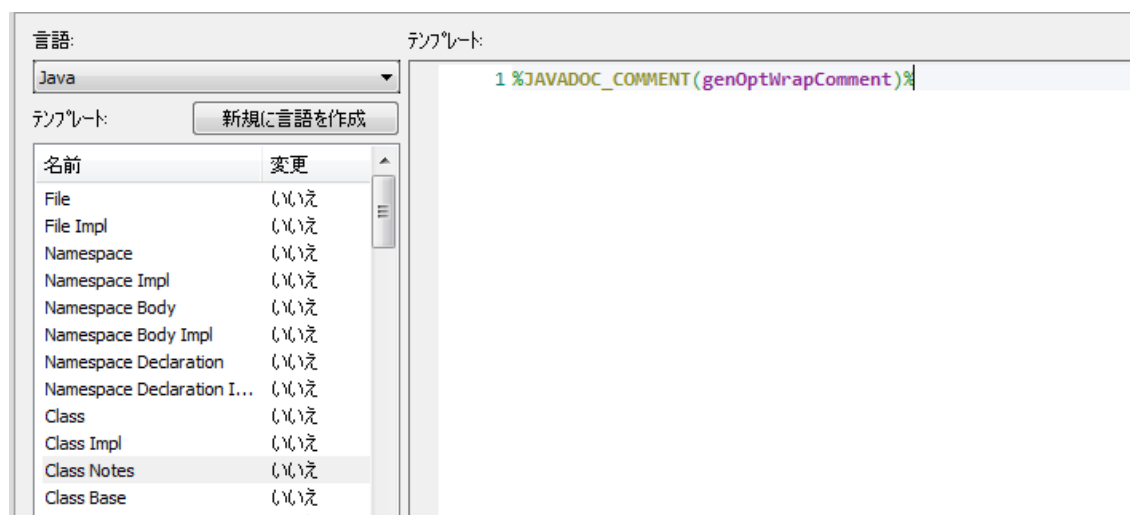 言語:
テンプレート:
Java
1 %JAVADOC_COMMENT(genOptWrapComment)%
テンプレート:
新規に言語を作成
名前 変更
File いいえ
File Impl いいえ
Namespace いいえ
Namespace Impl いいえ
Namespace Body いいえ
Namespace Body Impl いいえ
Namespace Declaration いいえ
Namespace Declaration I... いいえ
Class いいえ
Class Impl いいえ
Class Notes いいえ
Class Base いいえ